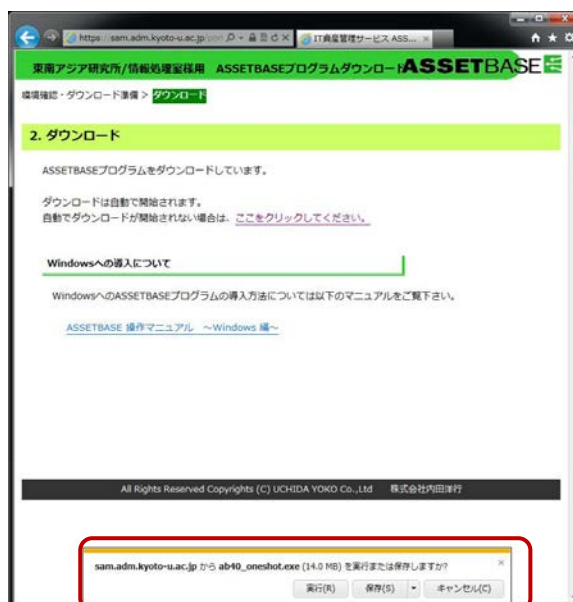 https://sam.adm.kyoto-u.ac.jp
IT資産管理サービス ASS...
東南アジア研究所/情報処理室様用 ASSETBASEプログラムダウンロード
ASSETBASE
環境確認・ダウンロード準備 > ダウンロード
2. ダウンロード
ASSETBASEプログラムをダウンロードしています。
ダウンロードは自動で開始されます。
自動でダウンロードが開始されない場合は、ここをクリックしてください。
Windowsへの導入について
WindowsへのASSETBASEプログラムの導入方法については以下のマニュアルをご覧下さい。
ASSETBASE 操作マニュアル ～Windows 編～
All Rights Reserved Copyrights (C) UCHIDA YOKO Co.,Ltd 株式会社内田洋行
sam.adm.kyoto-u.ac.jp から ab40_oneshot.exe (14.0 MB) を実行または保存しますか?
実行(R) 保存(S) キャンセル(C)